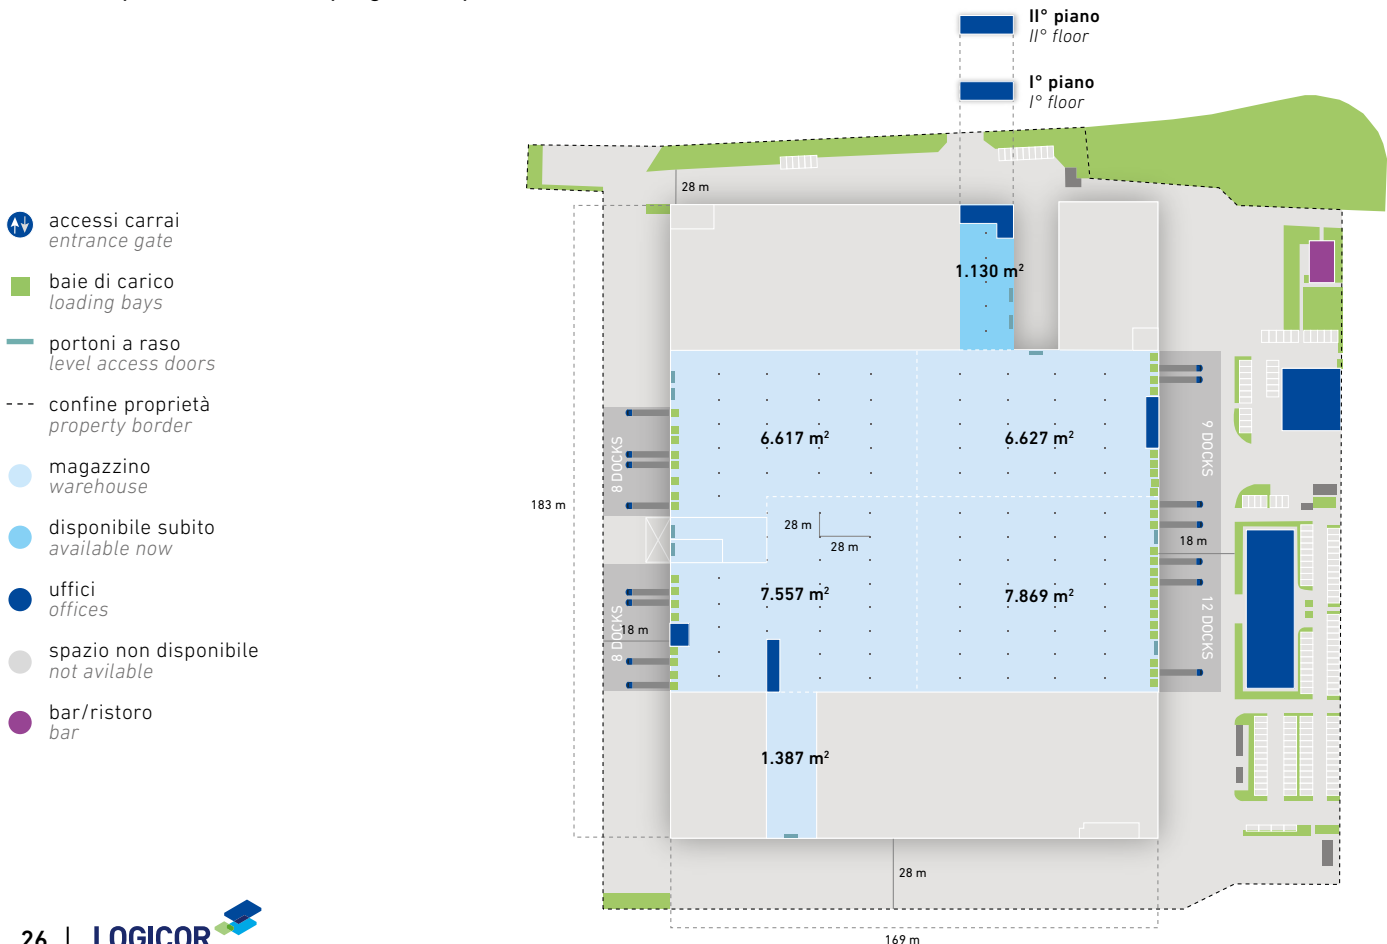 II° piano
II° floor
I° piano
I° floor
accessi carrai
entrance gate
baie di carico
loading bays
portoni a raso
level access doors
confine proprietà
property border
magazzino
warehouse
disponibile subito
available now
uffici
offices
spazio non disponibile
not avilable
bar/ristoro
bar
28 m
1.130 m²
6.617 m²
6.627 m²
8 DOCKS
9 DOCKS
183 m
28 m
28 m
18 m
7.557 m²
7.869 m²
8 DOCKS
18 m
12 DOCKS
1.387 m²
28 m
169 m
26 | LOGICOR